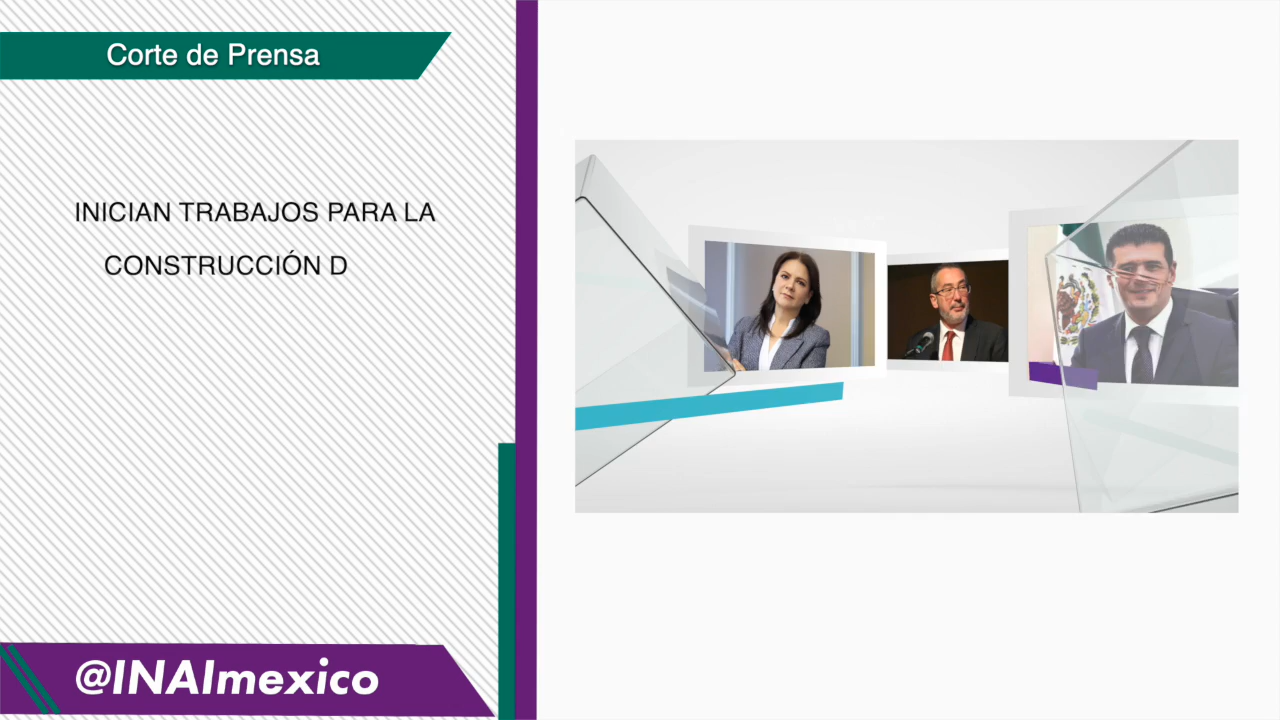 Corte de Prensa
INICIAN TRABAJOS PARA LA
CONSTRUCCIÓN D
@INAImexico